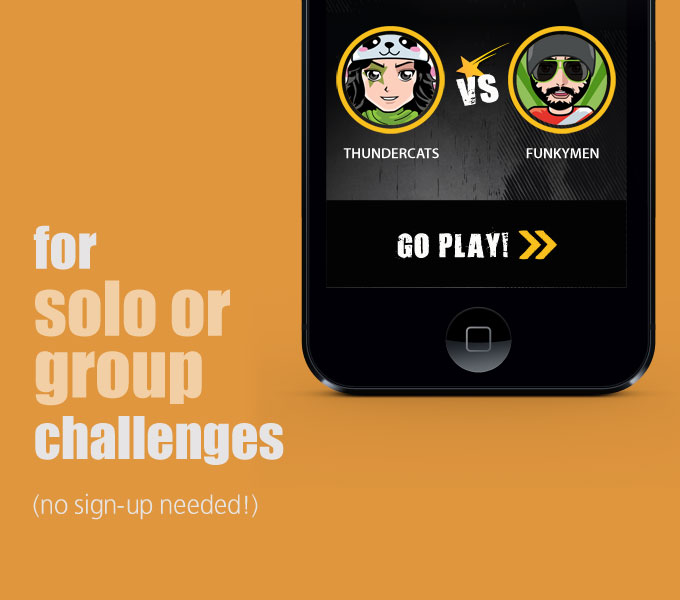 VS
THUNDERCATS
FUNKYMEN
GO PLAY!
for
solo or
group
challenges
(no sign-up needed!)